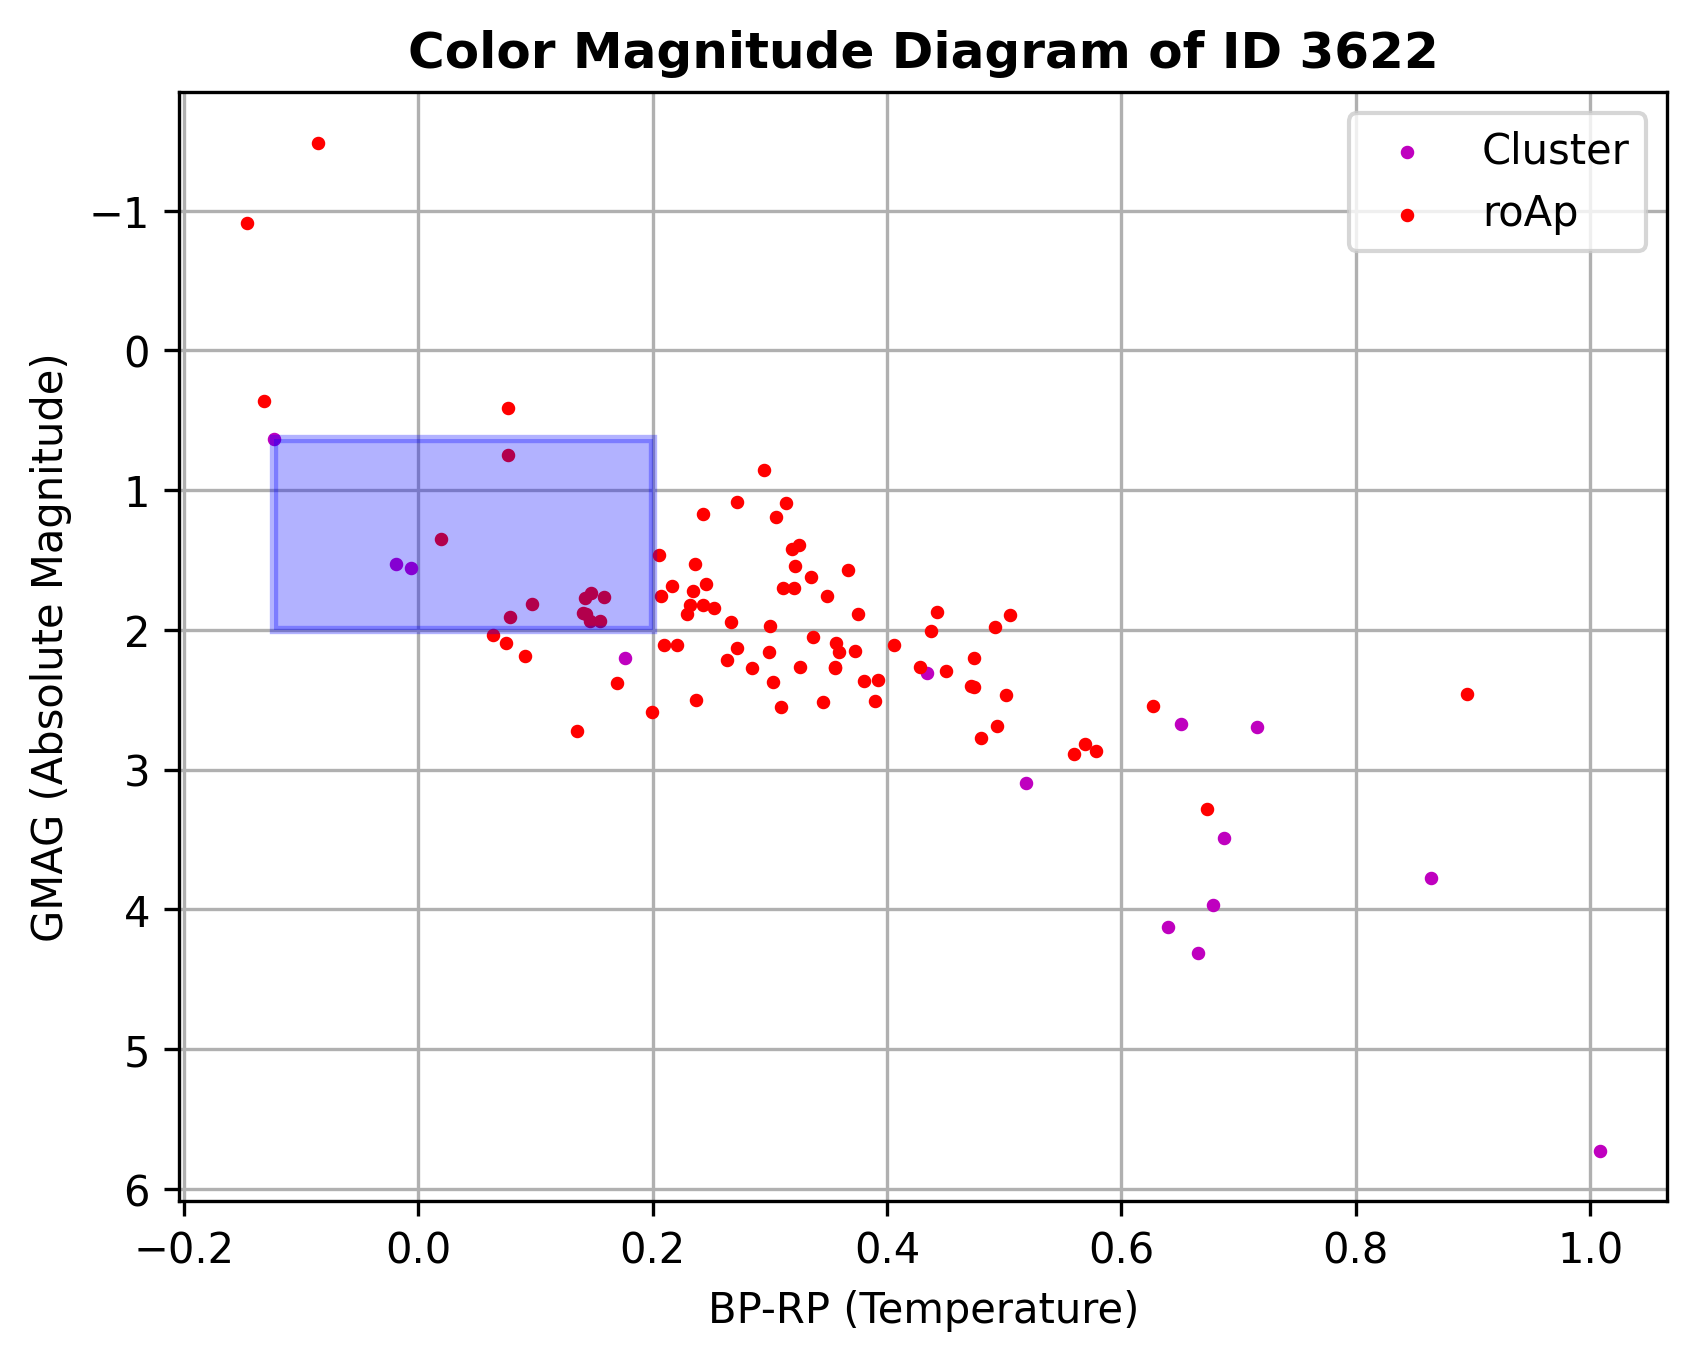 Color Magnitude Diagram of ID 3622
Cluster
roAp
GMAG (Absolute Magnitude)
−1
0
1
2
3
4
5
6
−0.2 0.0 0.2 0.4 0.6 0.8 1.0
BP-RP (Temperature)